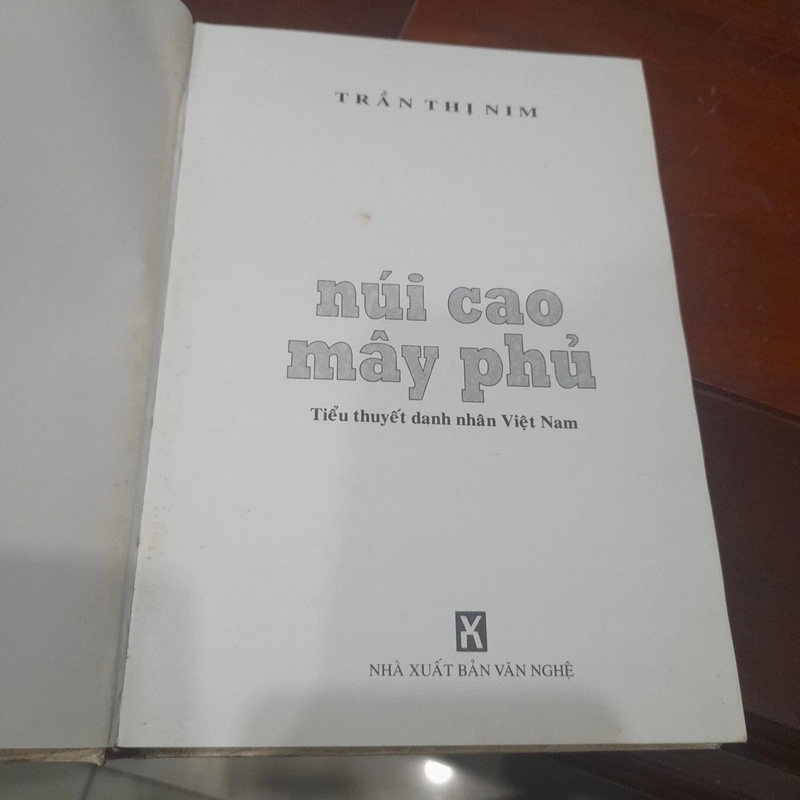 TRẦN THỊ NIM
núi cao
mây phủ
Tiểu thuyết danh nhân Việt Nam
NHÀ XUẤT BẢN VĂN NGHỆ